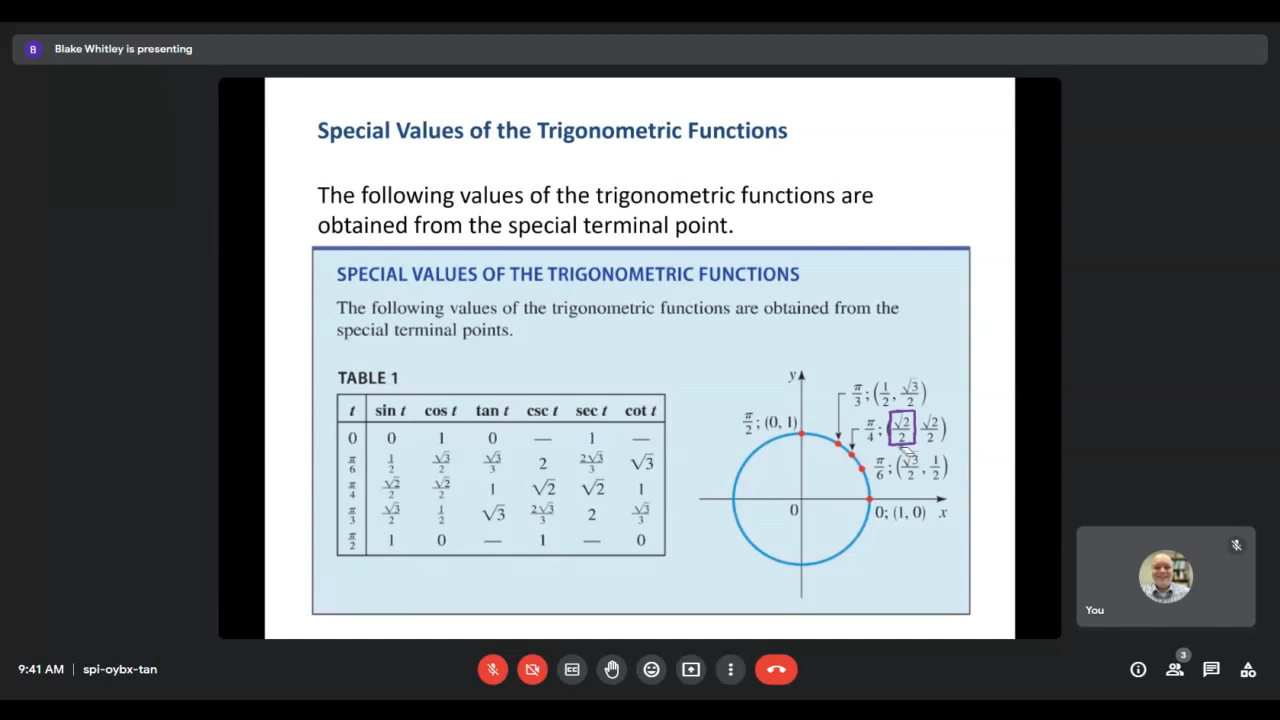 B Blake Whitley is presenting
Special Values of the Trigonometric Functions
The following values of the trigonometric functions are
obtained from the special terminal point.
SPECIAL VALUES OF THE TRIGONOMETRIC FUNCTIONS
The following values of the trigonometric functions are obtained from the
special terminal points.
TABLE 1
t sin t cos t tan t csc t sec t cot t
0 0 1 0 — 1 —
π/6 1/2 √3/2 √3/3 2 2√3/3 √3
π/4 √2/2 √2/2 1 √2 √2 1
π/3 √3/2 1/2 √3 2√3/3 2 √3/3
π/2 1 0 — 1 — 0
y
π/3; (1/2, √3/2)
π/2; (0, 1)
π/4; (√2/2 √2/2)
π/6; (√3/2, 1/2)
0
0; (1, 0) x
You
9:41 AM | spi-oybx-tan
CC
3